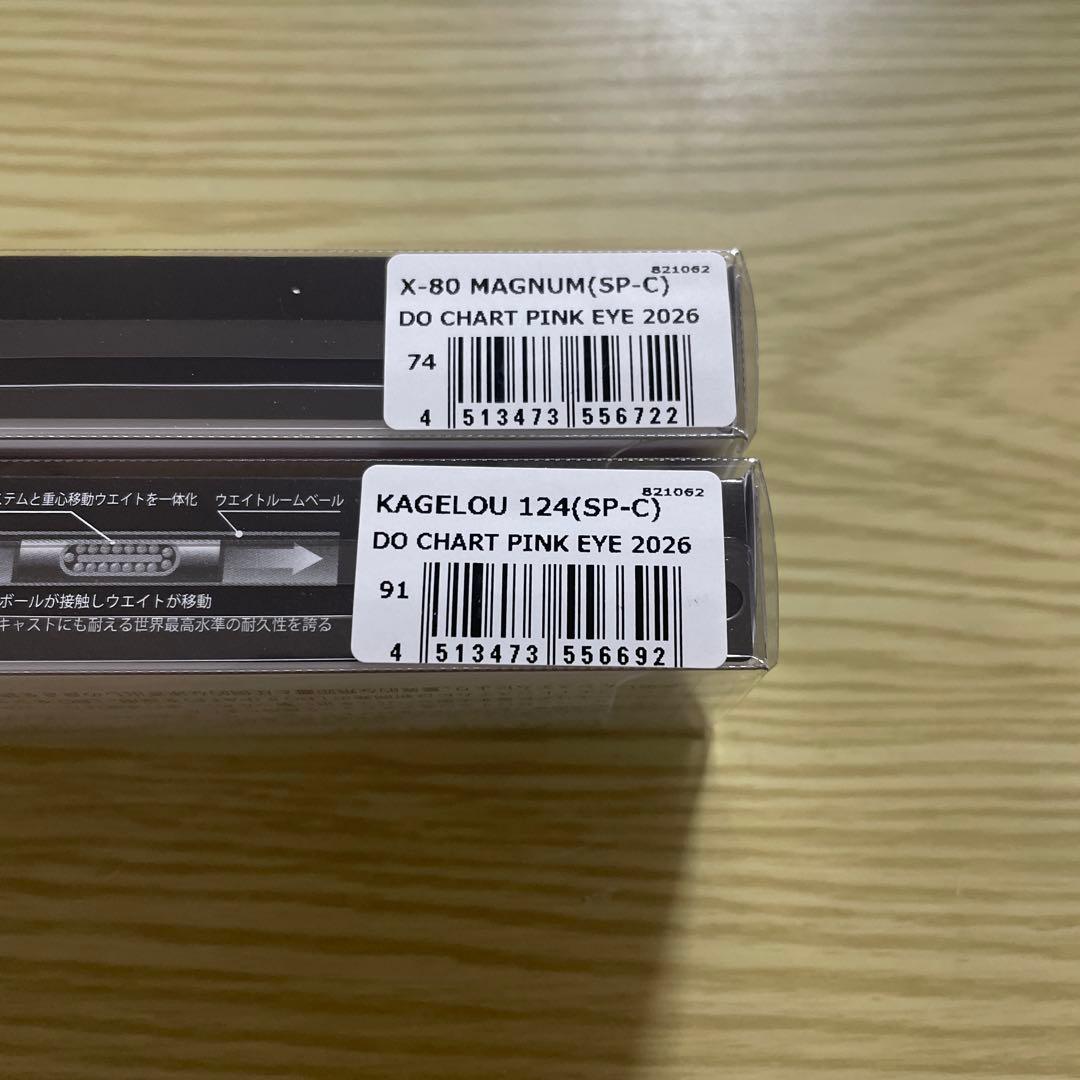 821062
X-80 MAGNUM(SP-C)
DO CHART PINK EYE 2026
74
4 513473 556722
テムと重心移動ウエイトを一体化 ウエイトルームベール
821062
KAGELOU 124(SP-C)
DO CHART PINK EYE 2026
91
ボールが接触しウエイトが移動
キャストにも耐える世界最高水準の耐久性を誇る
4 513473 556692